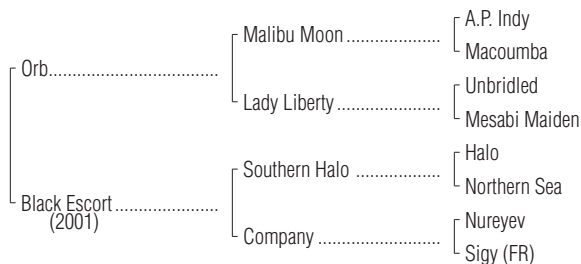 A.P. Indy
Malibu Moon ....................
Macoumba
Orb....................................
Unbridled
Lady Liberty ......................
Mesabi Maiden
Halo
Southern Halo ..................
Northern Sea
Black Escort ......................
(2001)
Nureyev
Company ..........................
Sigy (FR)